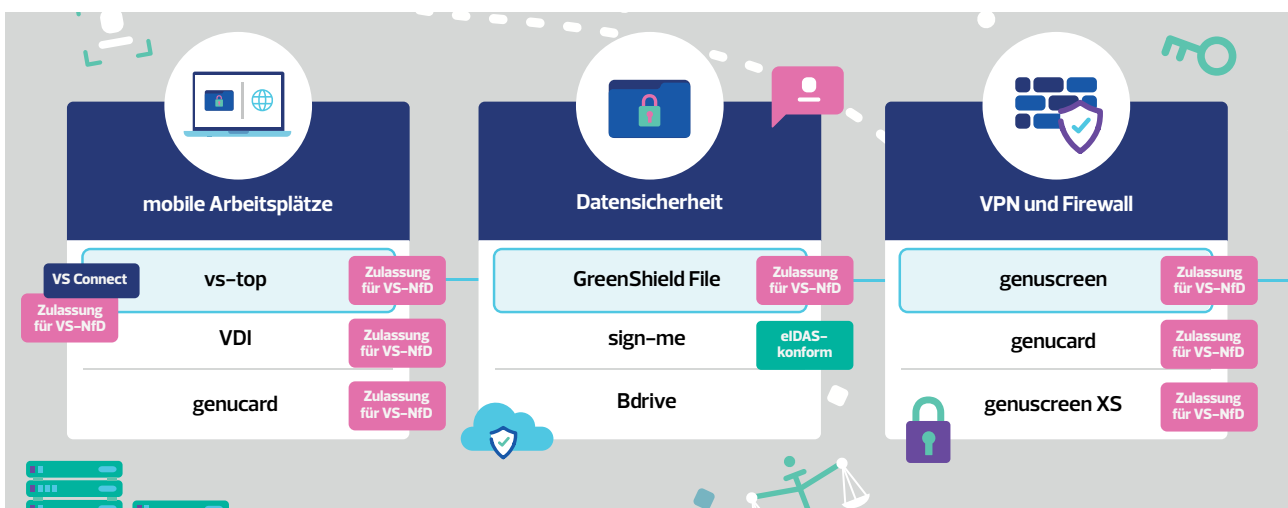 mobile Arbeitsplätze
VS Connect
Zulassung
für VS-NfD
vs-top
Zulassung
für VS-NfD
VDI
Zulassung
für VS-NfD
genucard
Zulassung
für VS-NfD
Datensicherheit
GreenShield File
Zulassung
für VS-NfD
sign-me
eIDAS-
konform
Bdrive
VPN und Firewall
genuscreen
Zulassung
für VS-NfD
genucard
Zulassung
für VS-NfD
genuscreen XS
Zulassung
für VS-NfD